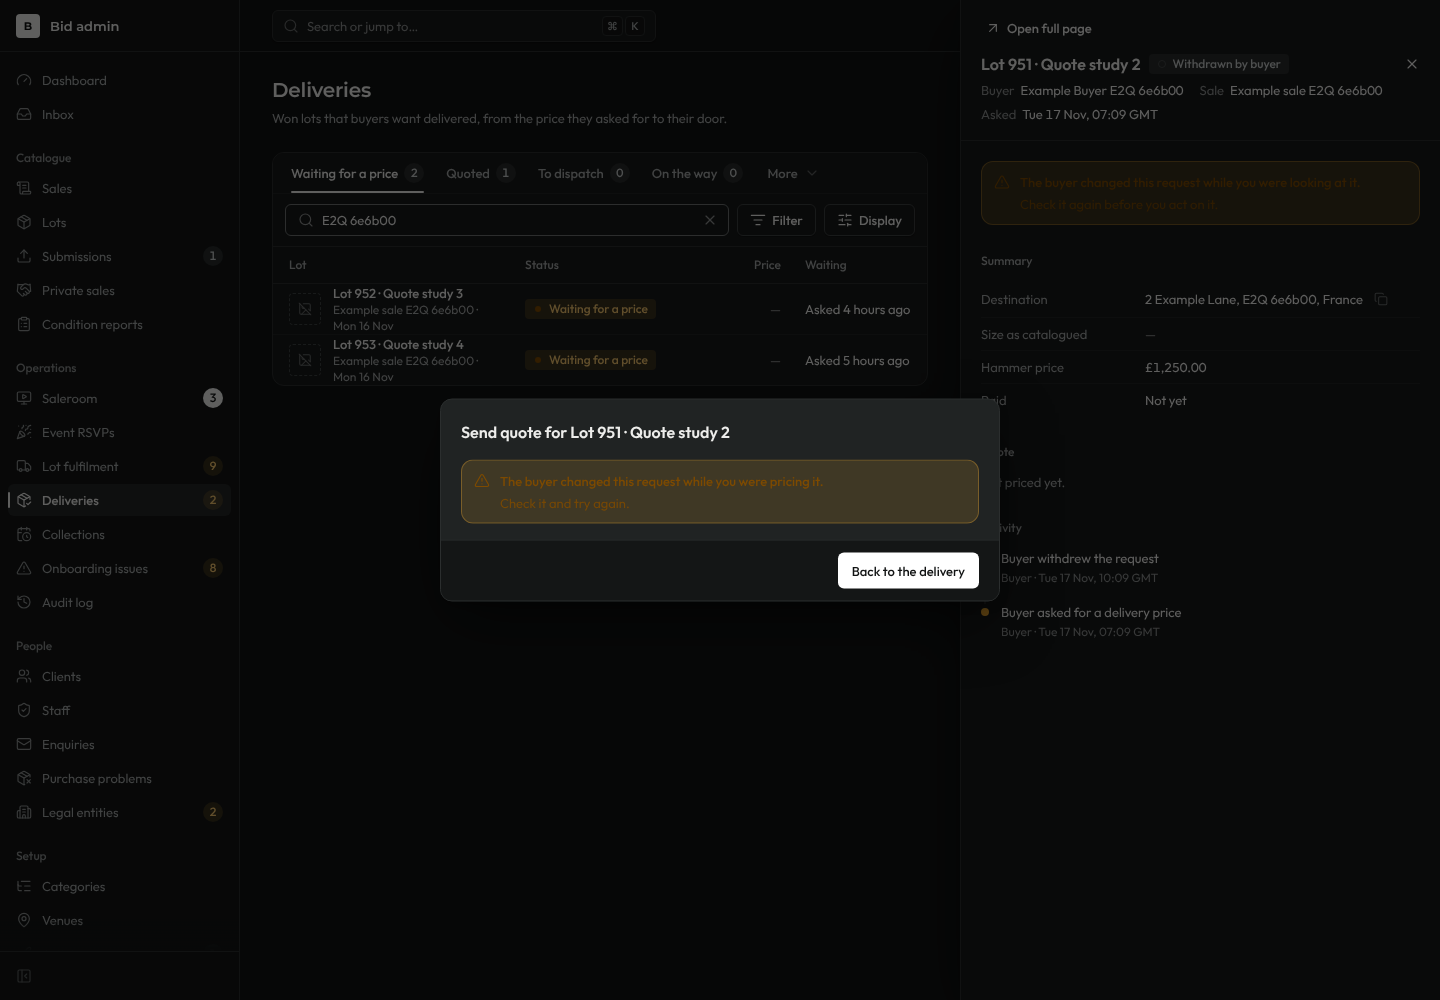 B Bid admin
Search or jump to...
⌘ K
Dashboard
Inbox
Catalogue
Sales
Lots
Submissions 1
Private sales
Condition reports
Operations
Saleroom 3
Event RSVPs
Lot fulfilment 9
Deliveries 2
Collections
Onboarding issues 8
Audit log
People
Clients
Staff
Enquiries
Purchase problems
Legal entities 2
Setup
Categories
Venues
Deliveries
Won lots that buyers want delivered, from the price they asked for to their door.
Waiting for a price 2 Quoted 1 To dispatch 0 On the way 0 More
E2Q 6e6b00
Filter
Display
Lot Status Price Waiting
Lot 952 · Quote study 3
Example sale E2Q 6e6b00 ·
Mon 16 Nov
Waiting for a price — Asked 4 hours ago
Lot 953 · Quote study 4
Example sale E2Q 6e6b00 ·
Mon 16 Nov
Waiting for a price — Asked 5 hours ago
Send quote for Lot 951 · Quote study 2
The buyer changed this request while you were pricing it.
Check it and try again.
Back to the delivery
Open full page
Lot 951 · Quote study 2 Withdrawn by buyer
Buyer Example Buyer E2Q 6e6b00 Sale Example sale E2Q 6e6b00
Asked Tue 17 Nov, 07:09 GMT
The buyer changed this request while you were looking at it.
Check it again before you act on it.
Summary
Destination 2 Example Lane, E2Q 6e6b00, France
Size as catalogued —
Hammer price £1,250.00
Paid Not yet
ote
t priced yet.
ivity
Buyer withdrew the request
Buyer · Tue 17 Nov, 10:09 GMT
Buyer asked for a delivery price
Buyer · Tue 17 Nov, 07:09 GMT